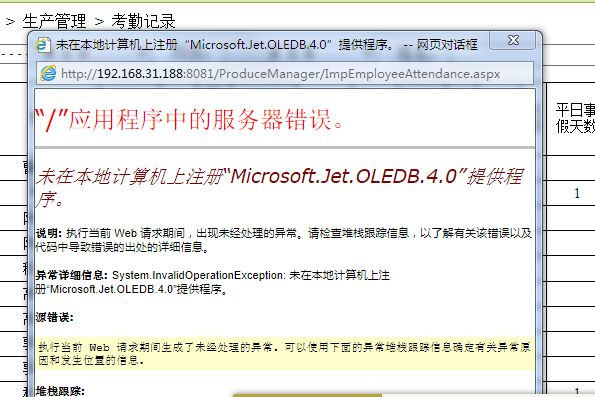 > 生产管理 > 考勤记录
未在本地计算机上注册“Microsoft.Jet.OLEDB.4.0”提供程序。 -- 网页对话框
http://192.168.31.188:8081/ProduceManager/ImpEmployeeAttendance.aspx
“/”应用程序中的服务器错误。
平日事
假天数
未在本地计算机上注册“Microsoft.Jet.OLEDB.4.0”提供程
序。
1
说明: 执行当前 Web 请求期间，出现未经处理的异常。请检查堆栈跟踪信息，以了解有关该错误以及
代码中导致错误的出处的详细信息。
异常详细信息: System.InvalidOperationException: 未在本地计算机上注
册“Microsoft.Jet.OLEDB.4.0”提供程序。
源错误:
执行当前 Web 请求期间生成了未经处理的异常。可以使用下面的异常堆栈跟踪信息确定有关异常原
因和发生位置的信息。
堆栈跟踪:
1